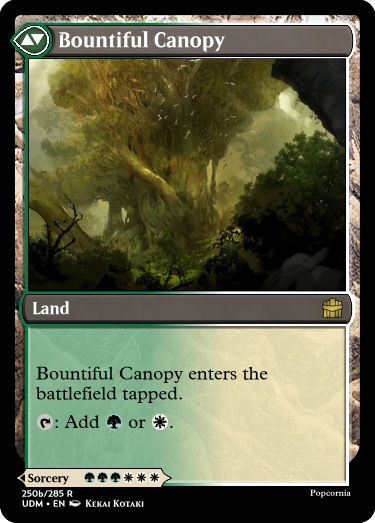 Bountiful Canopy
Land
Bountiful Canopy enters the
battlefield tapped.
: Add or .
Sorcery
250b/285 R
Popcornia
UDM • EN Kekai Kotaki